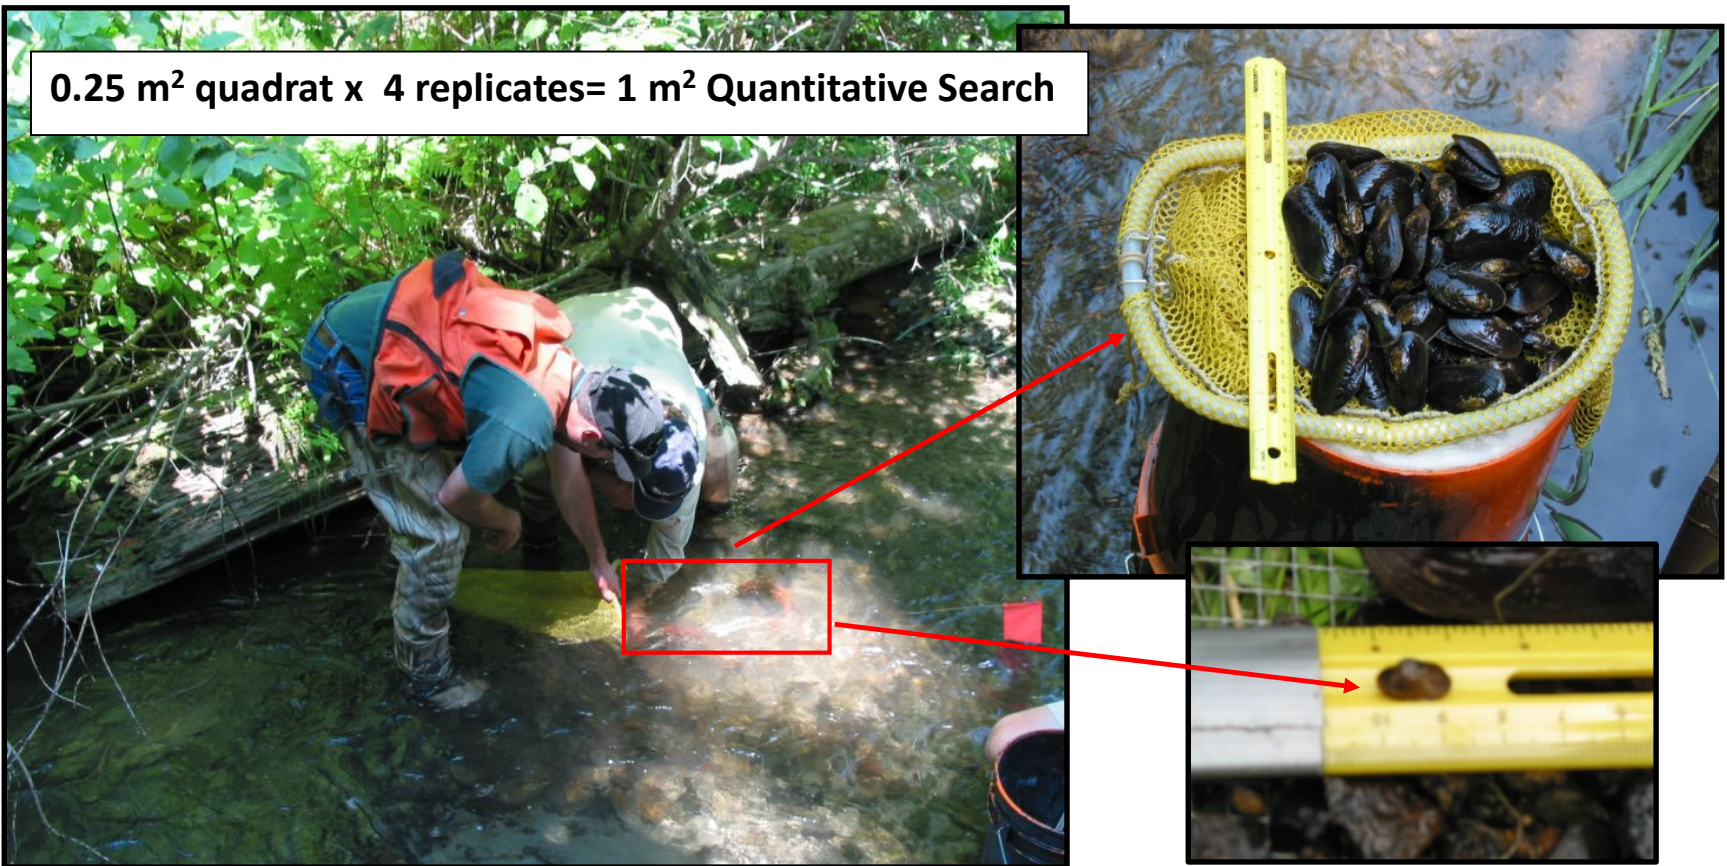 0.25 m² quadrat x 4 replicates= 1 m² Quantitative Search